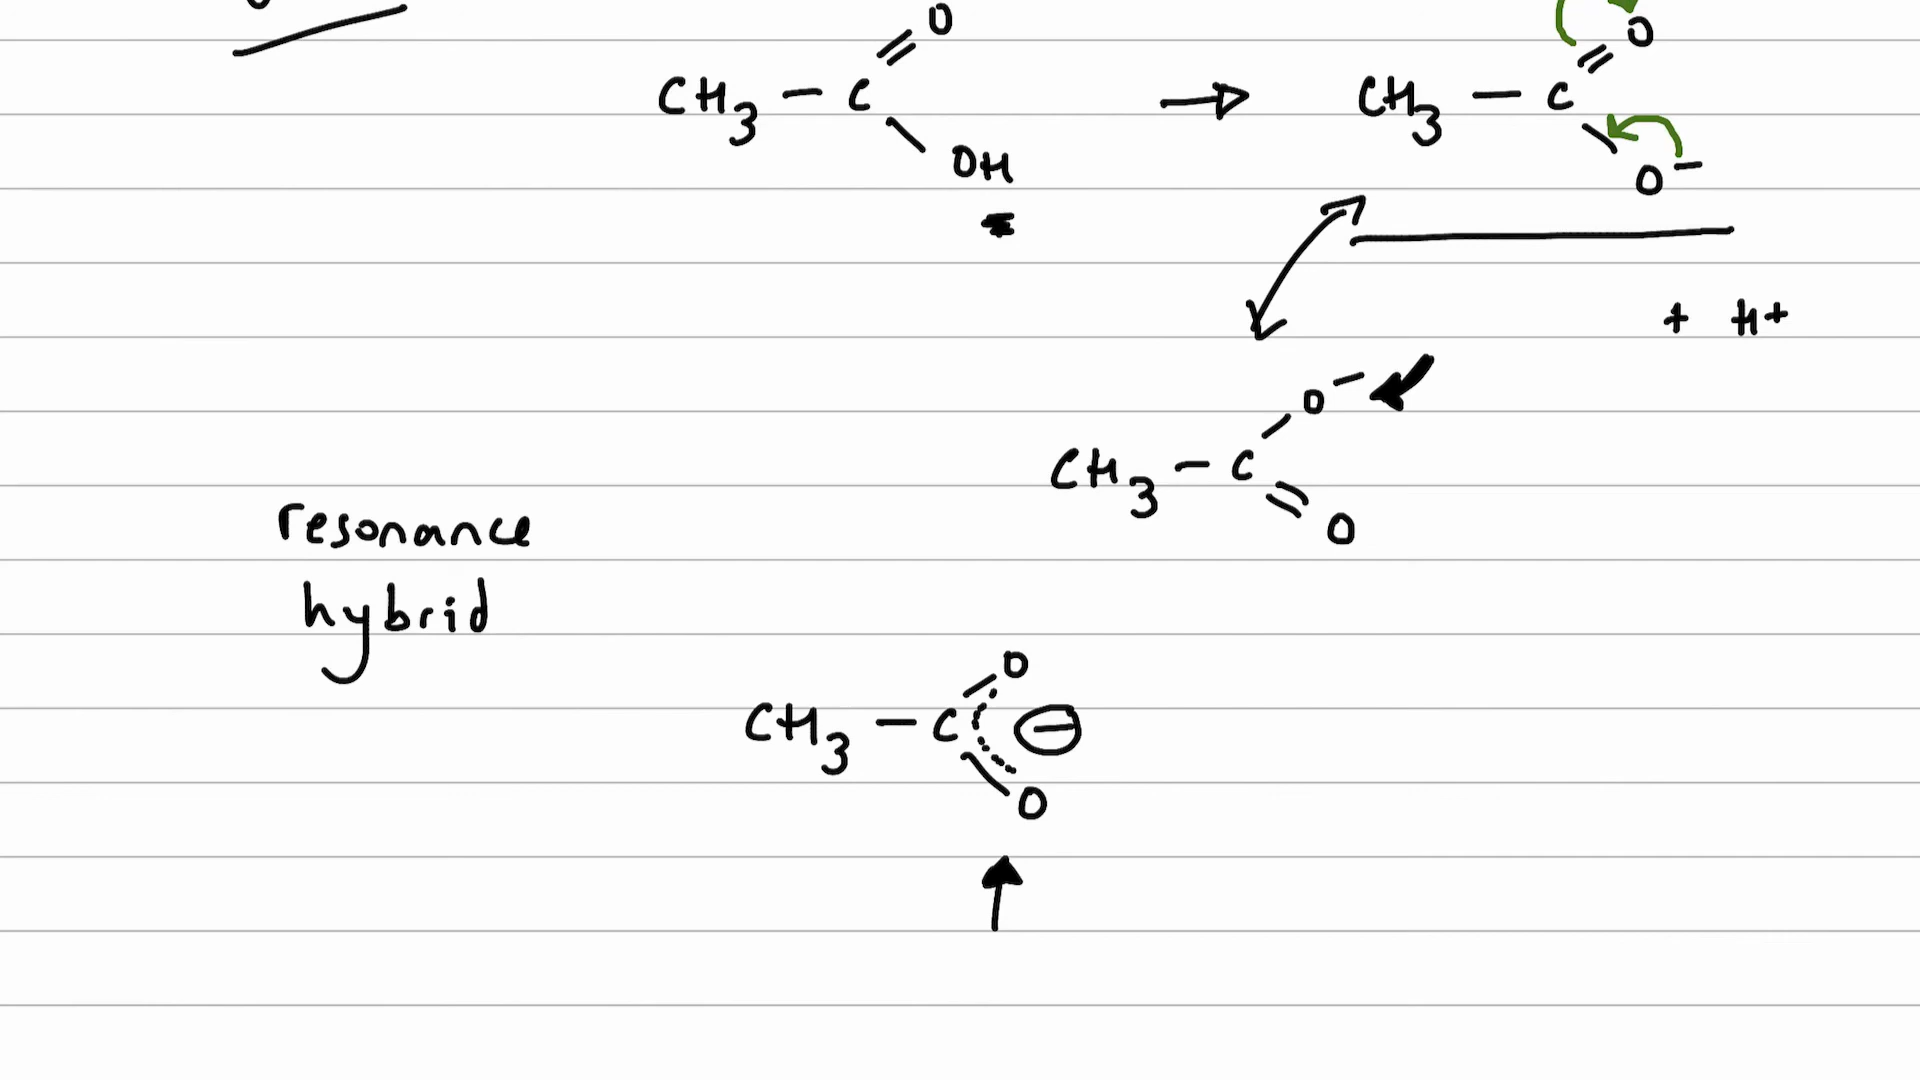 O
CH3 - C
OH
→
O
CH3 - C
O-
+ H+
O-
CH3 - C
O
resonance
hybrid
O
CH3 - C ⊖
O